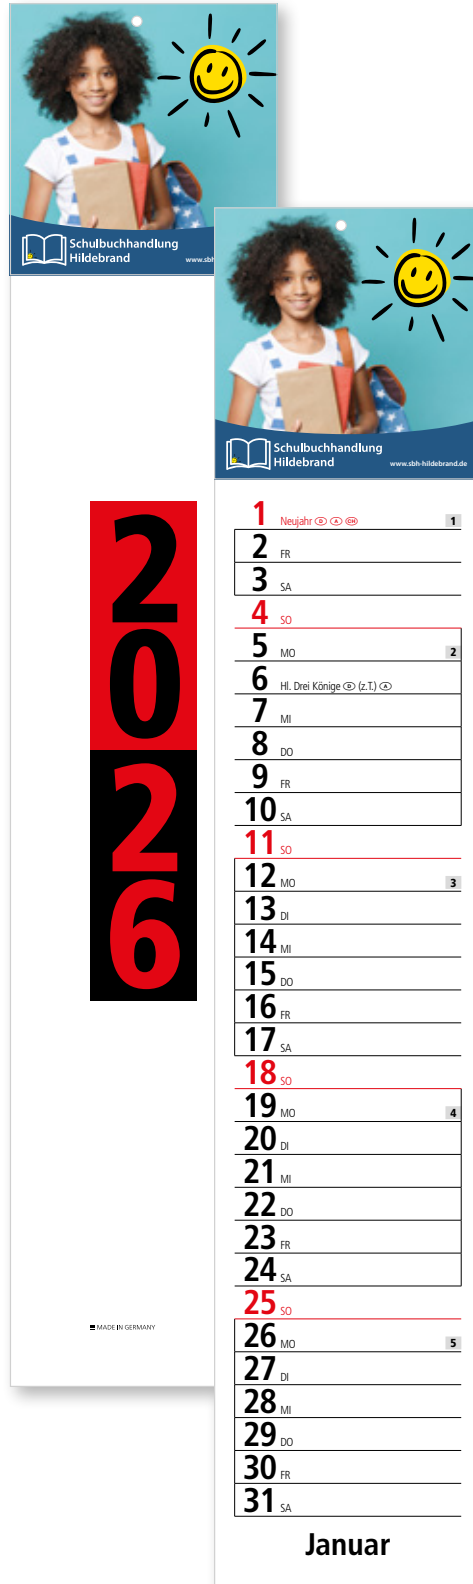 Schulbuchhandlung
Hildebrand
www.sbh
2
0
2
6
MADE IN GERMANY
Schulbuchhandlung
Hildebrand
www.sbh-hildebrand.de
1 Neujahr D A CH 1
2 FR
3 SA
4 SO
5 MO 2
6 Hl. Drei Könige D (z.T.) A
7 MI
8 DO
9 FR
10 SA
11 SO
12 MO 3
13 DI
14 MI
15 DO
16 FR
17 SA
18 SO
19 MO 4
20 DI
21 MI
22 DO
23 FR
24 SA
25 SO
26 MO 5
27 DI
28 MI
29 DO
30 FR
31 SA
Januar